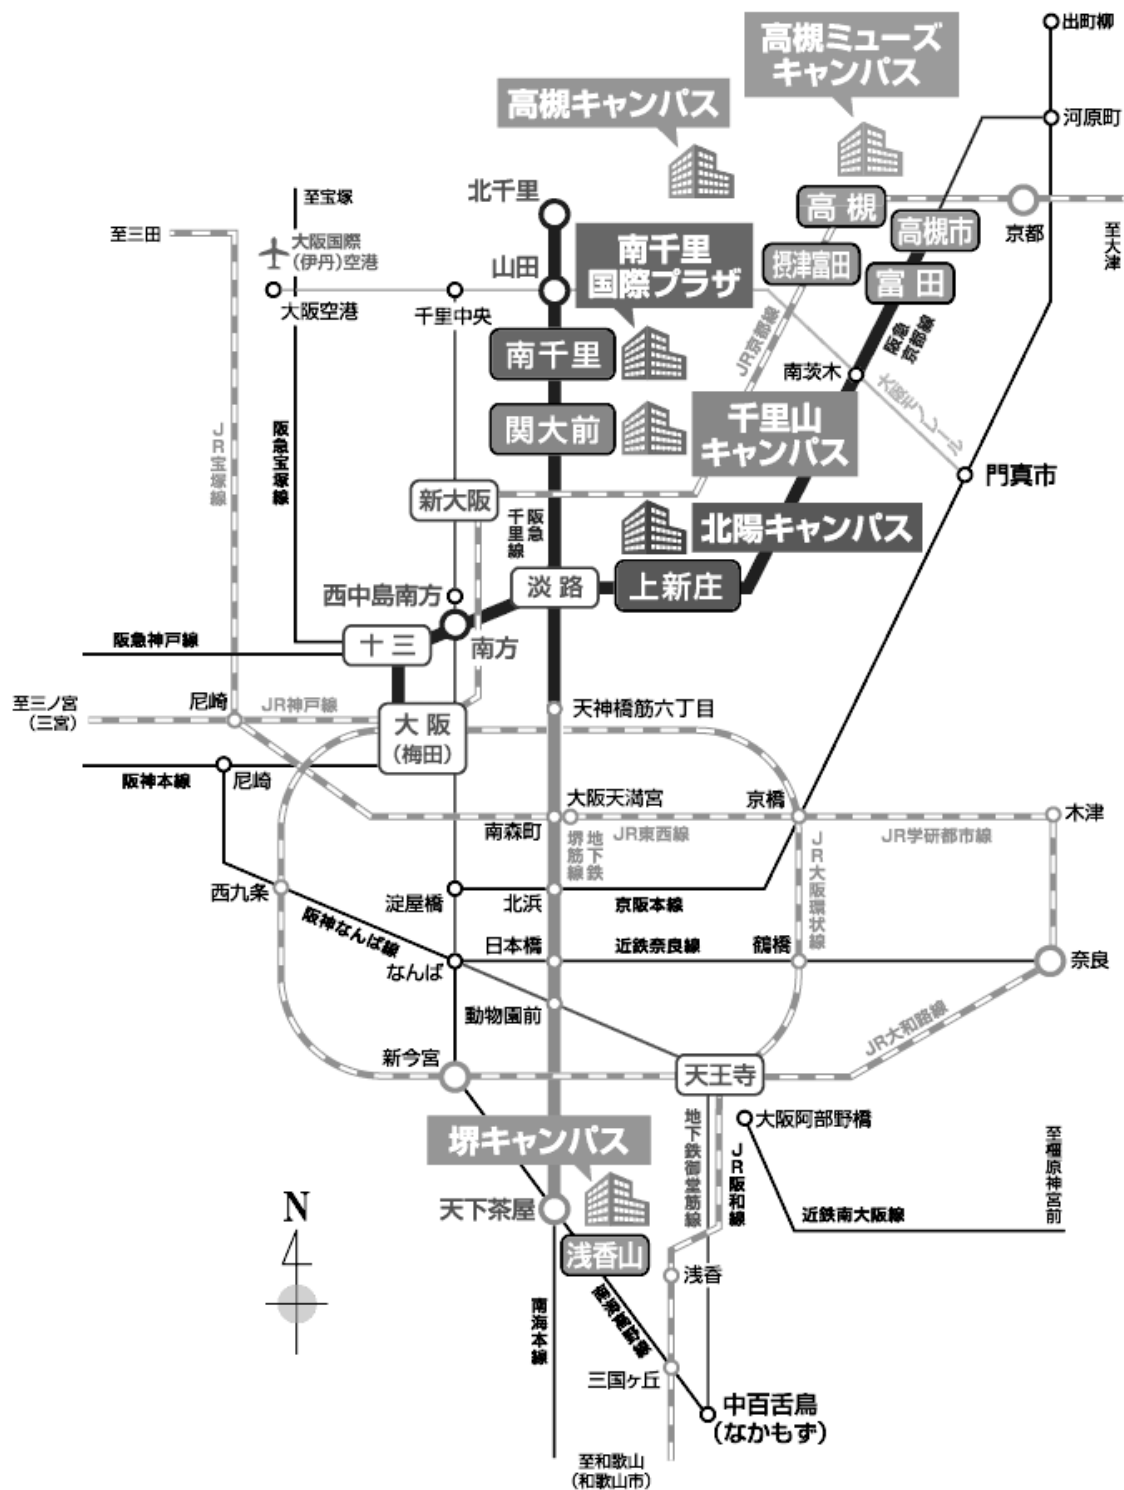 出町柳
高槻ミューズ
キャンパス
高槻キャンパス
河原町
北千里
至宝塚
高槻
高槻市
京都
至大津
至三田
大阪国際
(伊丹)空港
南千里
国際プラザ
摂津富田
富田
山田
大阪空港
千里中央
JR京都線
阪急
京都線
南千里
南茨木
大阪モノレール
関大前
千里山
キャンパス
JR宝塚線
阪急宝塚線
門真市
新大阪
阪急
千里線
北陽キャンパス
淡路
上新庄
西中島南方
十三
南方
阪急神戸線
至三ノ宮
(三宮)
尼崎
JR神戸線
大阪
(梅田)
天神橋筋六丁目
阪神本線
尼崎
大阪天満宮
京橋
木津
南森町
地下鉄
堺筋線
JR東西線
JR学研都市線
JR大阪環状線
西九条
淀屋橋
北浜
京阪本線
阪神なんば線
日本橋
近鉄奈良線
鶴橋
なんば
奈良
動物園前
新今宮
天王寺
JR大和路線
堺キャンパス
地下鉄御堂筋線
JR阪和線
大阪阿部野橋
至橿原神宮前
天下茶屋
近鉄南大阪線
N
浅香山
浅香
南海本線
南海高野線
三国ヶ丘
中百舌鳥
(なかもず)
至和歌山
(和歌山市)